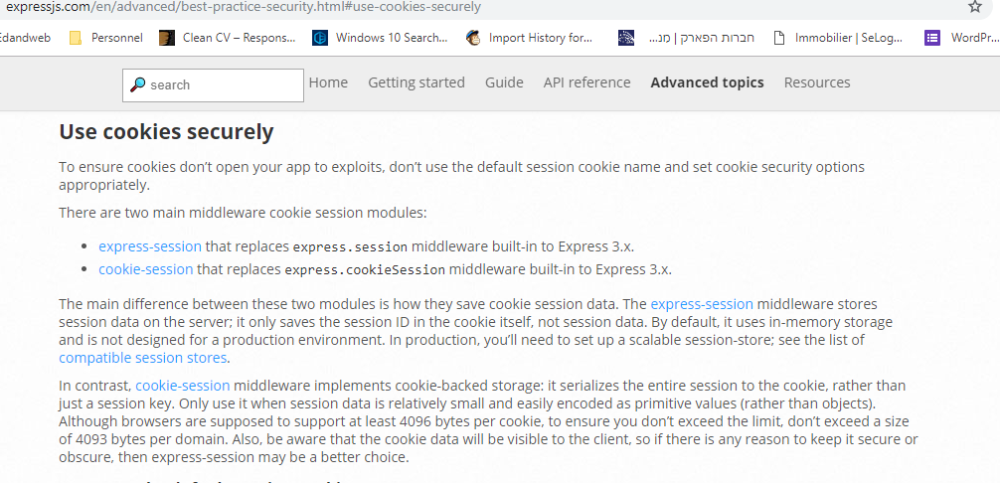 expressjs.com/en/advanced/best-practice-security.html#use-cookies-securely
Edandweb Personnel Clean CV – Respons... Windows 10 Search... Import History for... חברות הפארק | סנ... Immobilier | SeLog... WordPr...
search Home Getting started Guide API reference Advanced topics Resources
Use cookies securely
To ensure cookies don’t open your app to exploits, don’t use the default session cookie name and set cookie security options
appropriately.
There are two main middleware cookie session modules:
• express-session that replaces express.session middleware built-in to Express 3.x.
• cookie-session that replaces express.cookieSession middleware built-in to Express 3.x.
The main difference between these two modules is how they save cookie session data. The express-session middleware stores
session data on the server; it only saves the session ID in the cookie itself, not session data. By default, it uses in-memory storage
and is not designed for a production environment. In production, you’ll need to set up a scalable session-store; see the list of
compatible session stores.
In contrast, cookie-session middleware implements cookie-backed storage: it serializes the entire session to the cookie, rather than
just a session key. Only use it when session data is relatively small and easily encoded as primitive values (rather than objects).
Although browsers are supposed to support at least 4096 bytes per cookie, to ensure you don’t exceed the limit, don’t exceed a size
of 4093 bytes per domain. Also, be aware that the cookie data will be visible to the client, so if there is any reason to keep it secure or
obscure, then express-session may be a better choice.